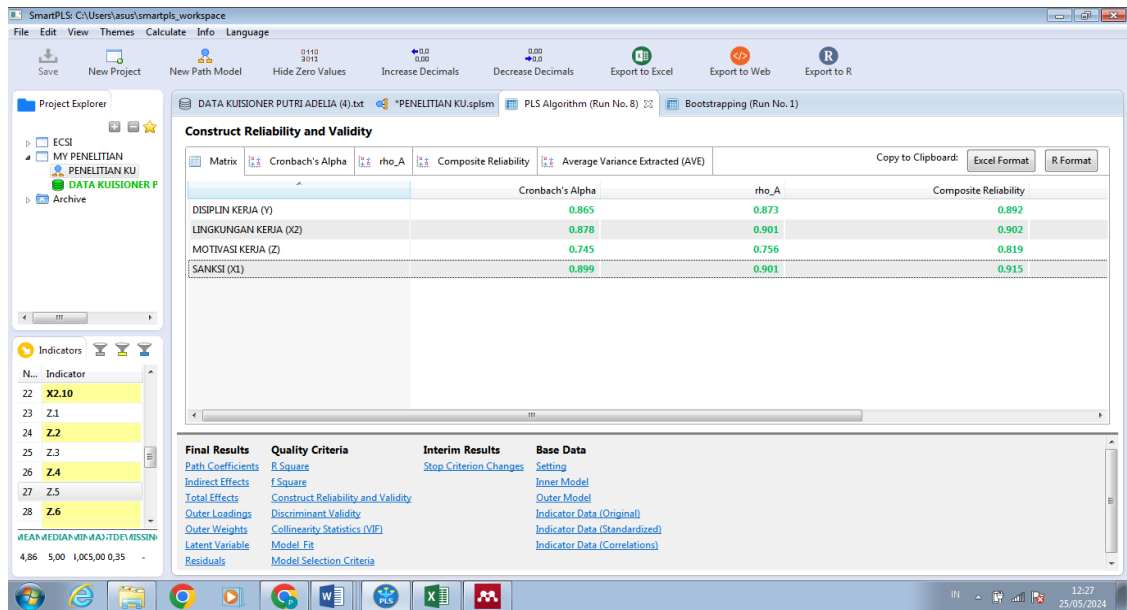 SmartPLS: C:\Users\asus\smartpls_workspace
File Edit View Themes Calculate Info Language
Save New Project New Path Model Hide Zero Values Increase Decimals Decrease Decimals Export to Excel Export to Web Export to R
Project Explorer
ECSI
MY PENELITIAN
PENELITIAN KU
DATA KUISIONER P
Archive
Indicators
N... Indicator
22 X2.10
23 Z.1
24 Z.2
25 Z.3
26 Z.4
27 Z.5
28 Z.6
4,86 5,00 5,00 0,35 -
DATA KUISIONER PUTRI ADELIA (4).txt *PENELITIAN KU.splsm PLS Algorithm (Run No. 8) Bootstrapping (Run No. 1)
Construct Reliability and Validity
Matrix Cronbach's Alpha rho_A Composite Reliability Average Variance Extracted (AVE) Copy to Clipboard: Excel Format R Format
Cronbach's Alpha rho_A Composite Reliability
DISIPLIN KERJA (Y) 0.865 0.873 0.892
LINGKUNGAN KERJA (X2) 0.878 0.901 0.902
MOTIVASI KERJA (Z) 0.745 0.756 0.819
SANKSI (X1) 0.899 0.901 0.915
Final Results Quality Criteria Interim Results Base Data
Path Coefficients R Square Stop Criterion Changes Setting
Indirect Effects f Square Inner Model
Total Effects Construct Reliability and Validity Outer Model
Outer Loadings Discriminant Validity Indicator Data (Original)
Outer Weights Collinearity Statistics (VIF) Indicator Data (Standardized)
Latent Variable Model Fit Indicator Data (Correlations)
Residuals Model Selection Criteria
IN 12:27
25/05/2024